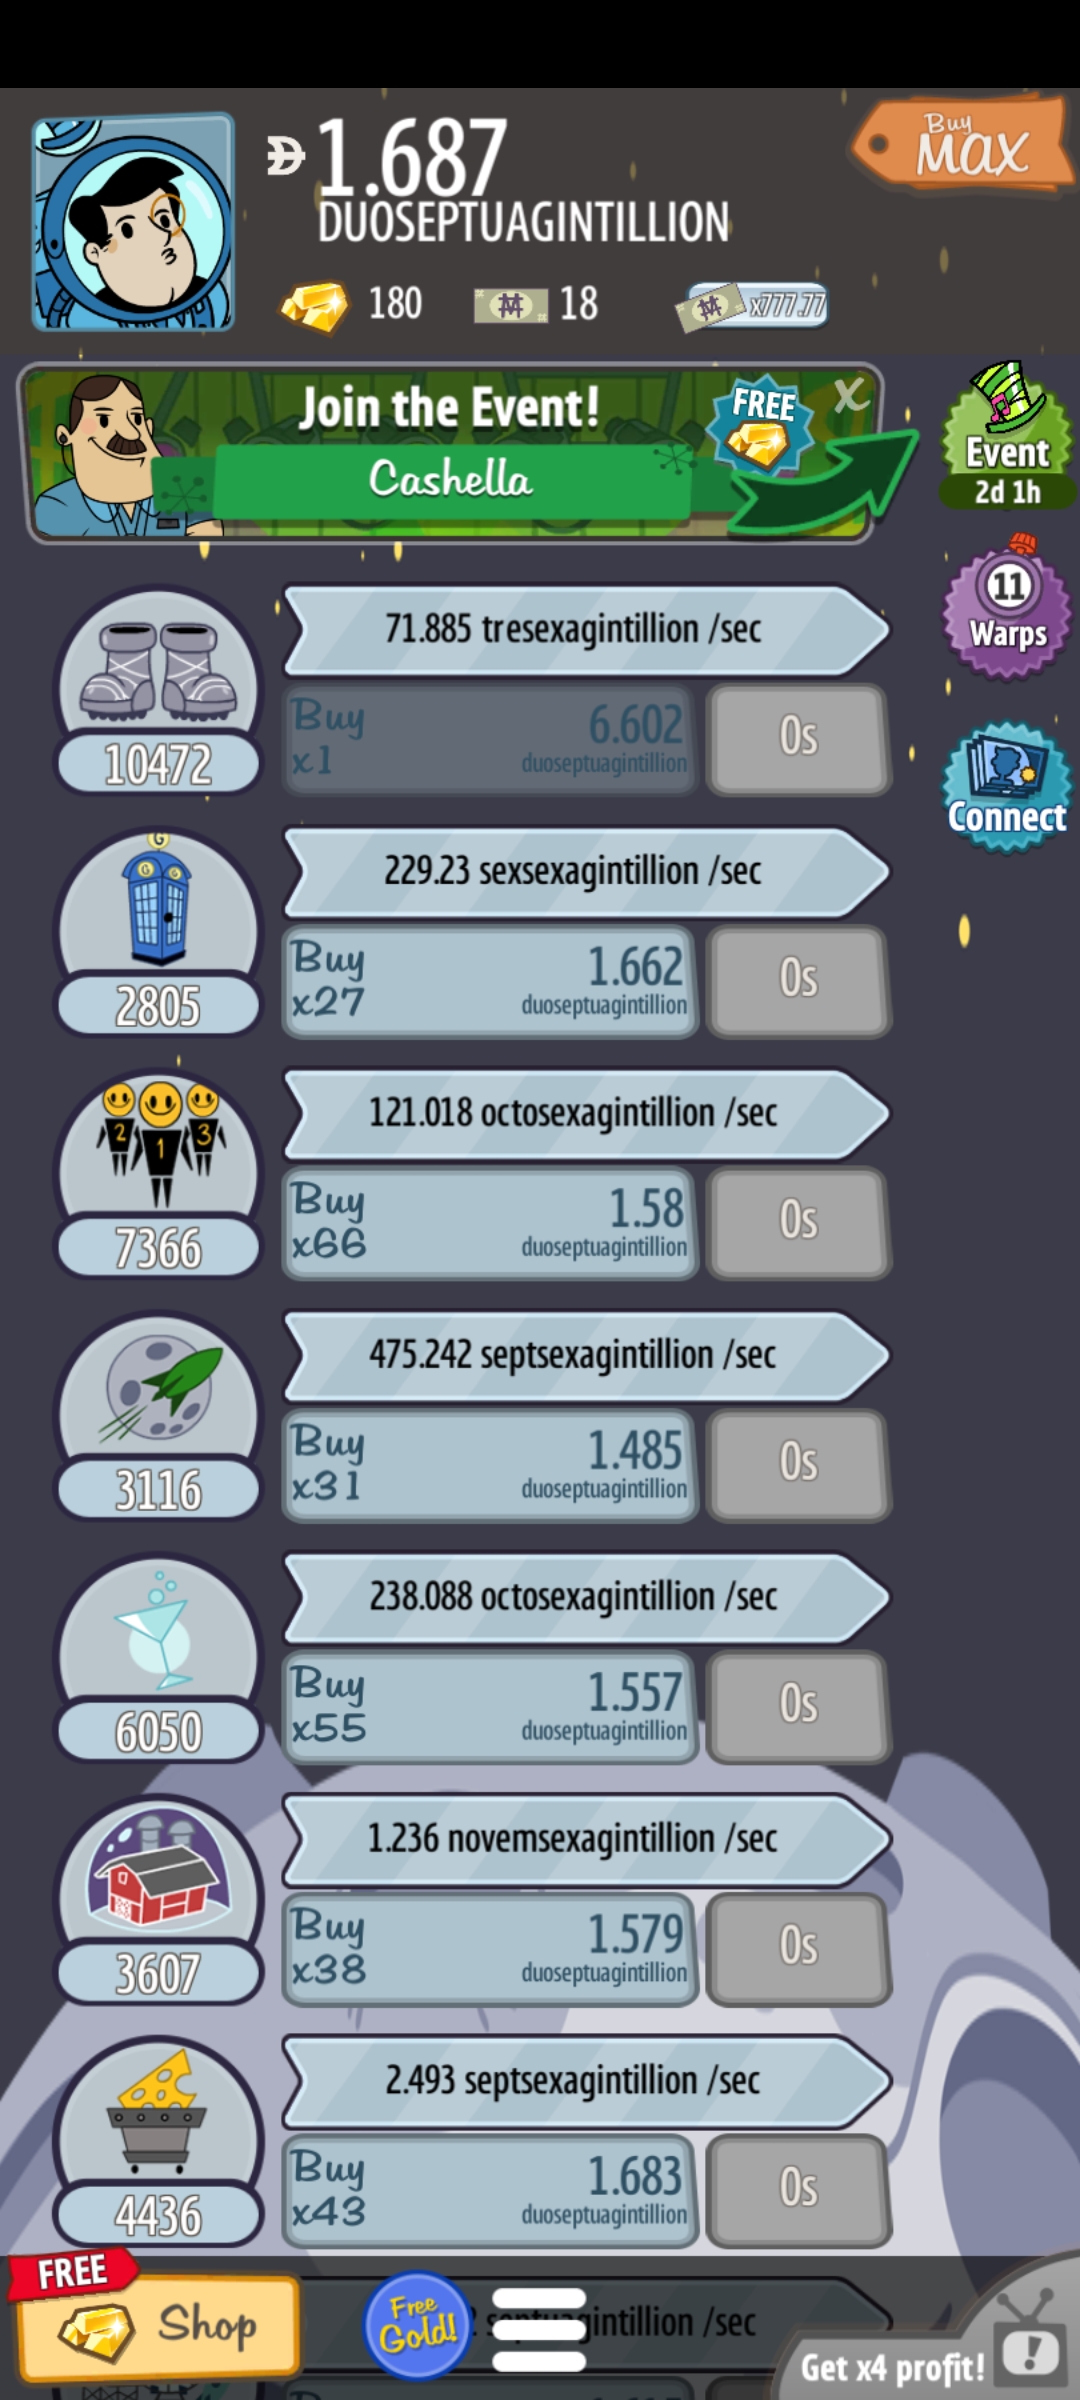 1.687
DUOSEPTUAGINTILLION
Buy
MAX
180
18
x777.77
Join the Event!
Cashella
FREE
X
Event
2d 1h
71.885 tresexagintillion /sec
Buy
x1
6.602
duoseptuagintillion
0s
10472
11
Warps
Connect
G
G G
229.23 sexsexagintillion /sec
Buy
x27
1.662
duoseptuagintillion
0s
2805
2 1 3
121.018 octosexagintillion /sec
Buy
x66
1.58
duoseptuagintillion
0s
7366
475.242 septsexagintillion /sec
Buy
x31
1.485
duoseptuagintillion
0s
3116
238.088 octosexagintillion /sec
Buy
x55
1.557
duoseptuagintillion
0s
6050
1.236 novemsexagintillion /sec
Buy
x38
1.579
duoseptuagintillion
0s
3607
2.493 septsexagintillion /sec
Buy
x43
1.683
duoseptuagintillion
0s
4436
FREE
Shop
Free
Gold!
2 septuagintillion /sec
Get x4 profit!
!